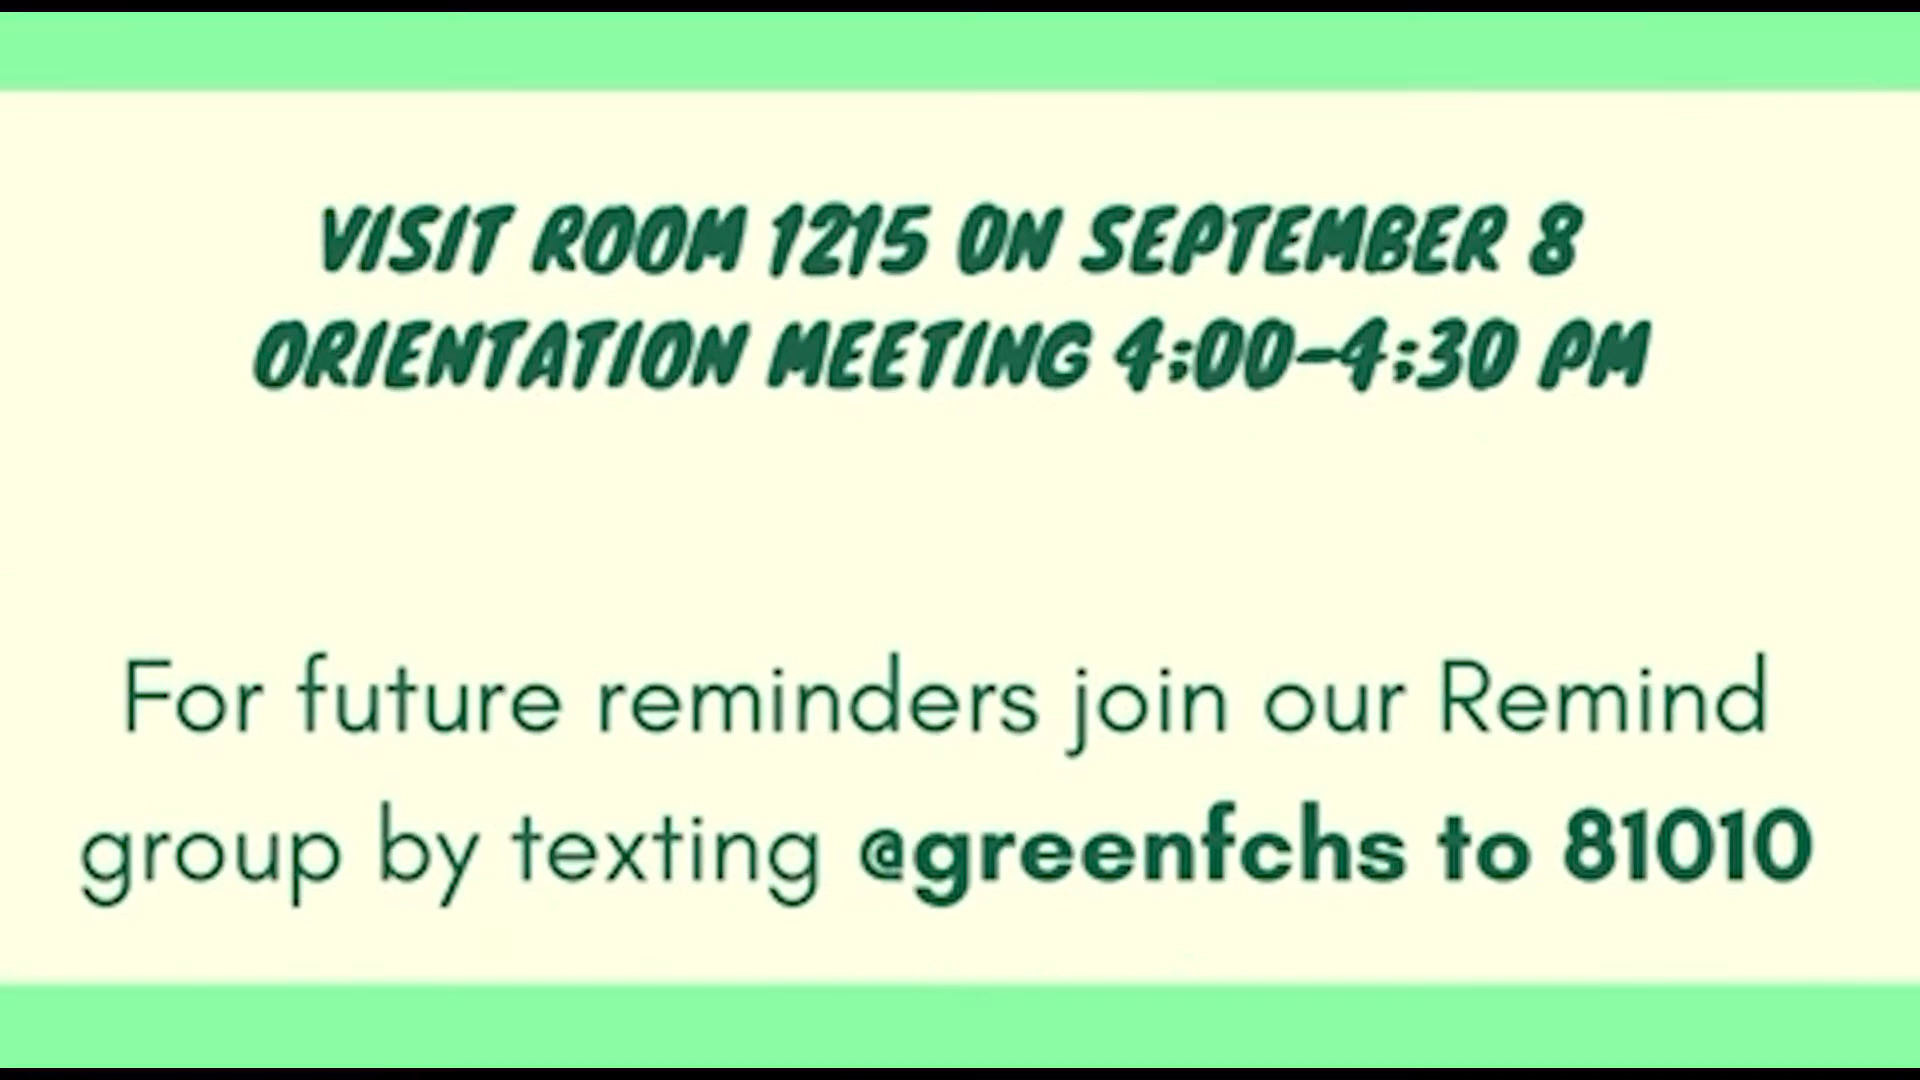 VISIT ROOM 1215 ON SEPTEMBER 8
ORIENTATION MEETING 4:00-4:30 PM
For future reminders join our Remind
group by texting @greenfchs to 81010